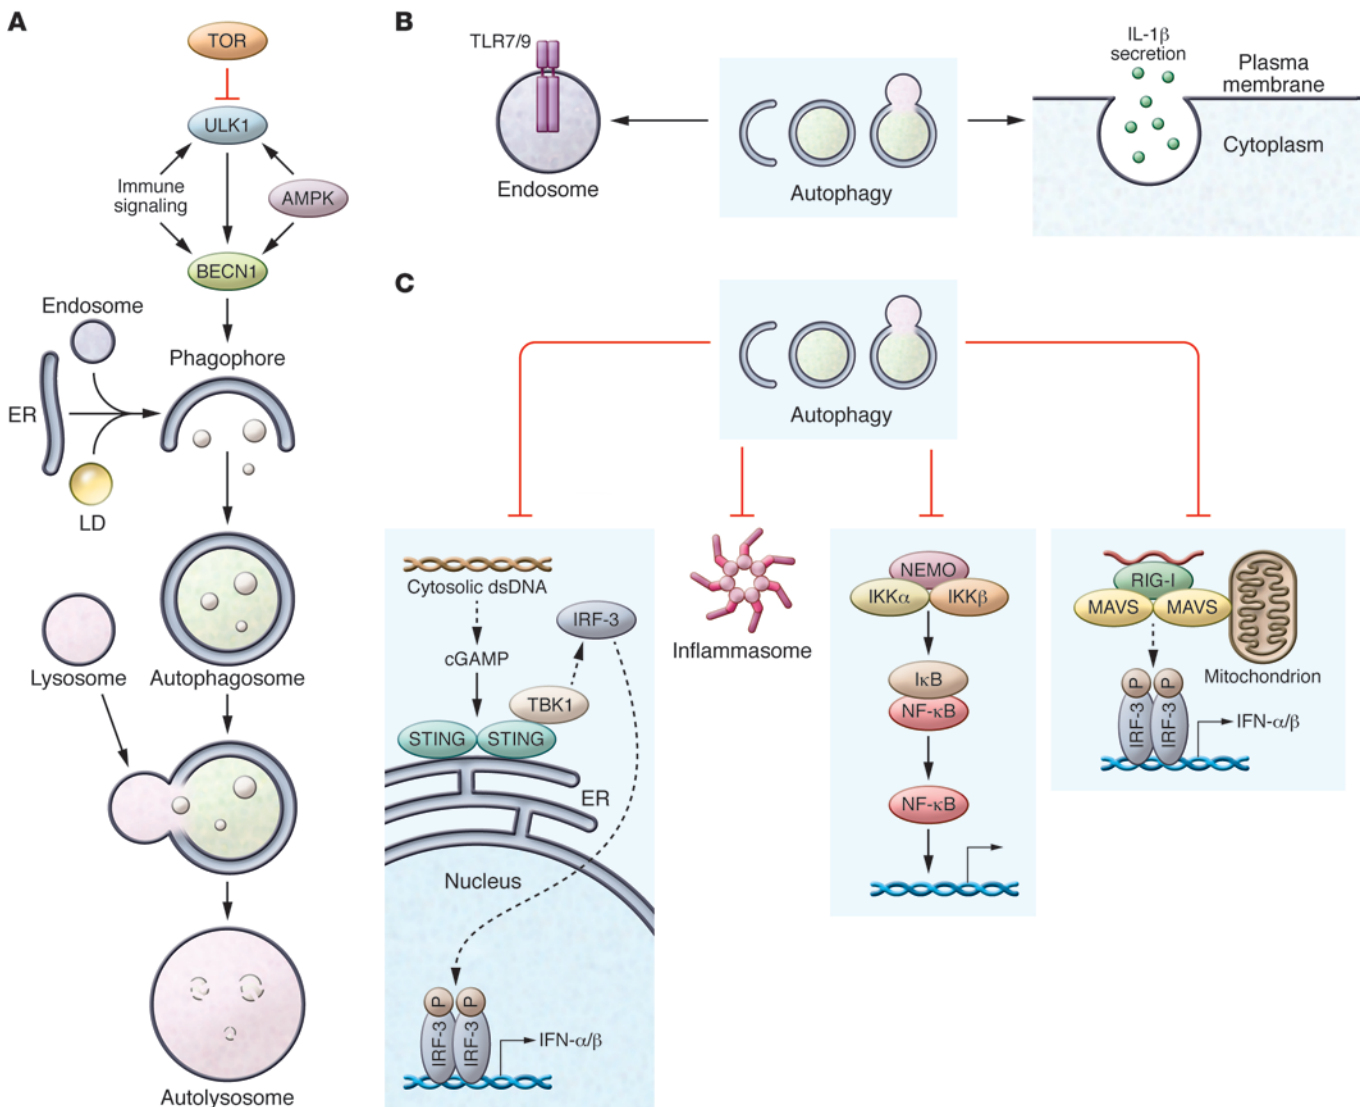 A
TOR
ULK1
Immune
signaling
AMPK
BECN1
Endosome
Phagophore
ER
LD
Lysosome
Autophagosome
Autolysosome
B
TLR7/9
Endosome
Autophagy
IL-1β
secretion
Plasma
membrane
Cytoplasm
C
Autophagy
Cytosolic dsDNA
IRF-3
cGAMP
TBK1
STING
STING
ER
Nucleus
P
P
IRF-3
IRF-3
IFN-α/β
Inflammasome
NEMO
IKKα
IKKβ
IκB
NF-κB
NF-κB
RIG-I
MAVS
MAVS
Mitochondrion
P
P
IRF-3
IRF-3
IFN-α/β